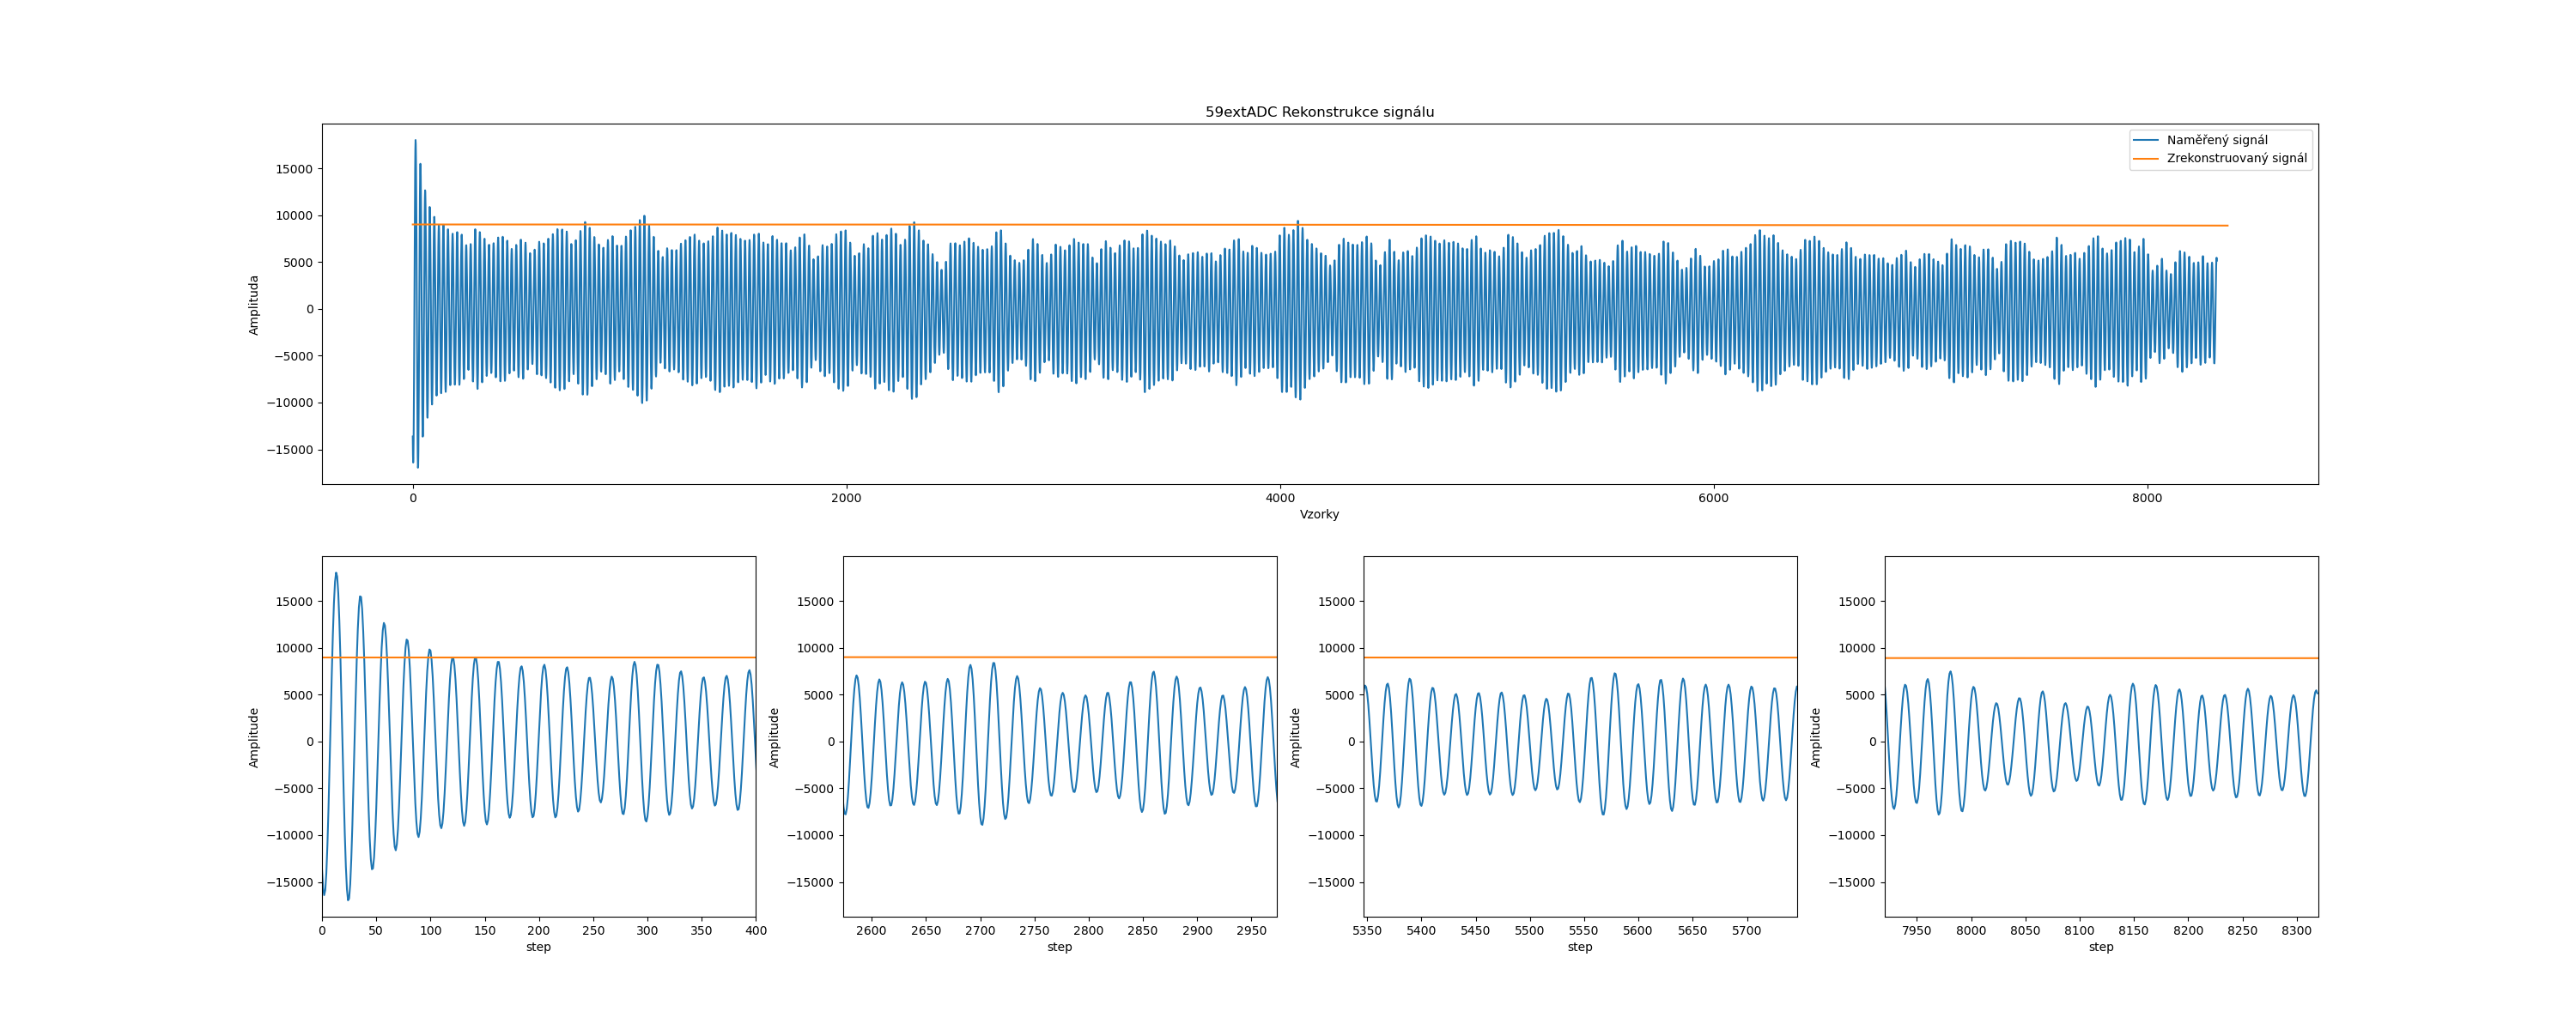 59extADC Rekonstrukce signálu
Naměřený signál
Zrekonstruovaný signál
Amplituda
15000
10000
5000
0
−5000
−10000
−15000
0 2000 4000 6000 8000
Vzorky
Amplitude
15000
10000
5000
0
−5000
−10000
−15000
0 50 100 150 200 250 300 350 400
step
Amplitude
15000
10000
5000
0
−5000
−10000
−15000
2600 2650 2700 2750 2800 2850 2900 2950
step
Amplitude
15000
10000
5000
0
−5000
−10000
−15000
5350 5400 5450 5500 5550 5600 5650 5700
step
Amplitude
15000
10000
5000
0
−5000
−10000
−15000
7950 8000 8050 8100 8150 8200 8250 8300
step